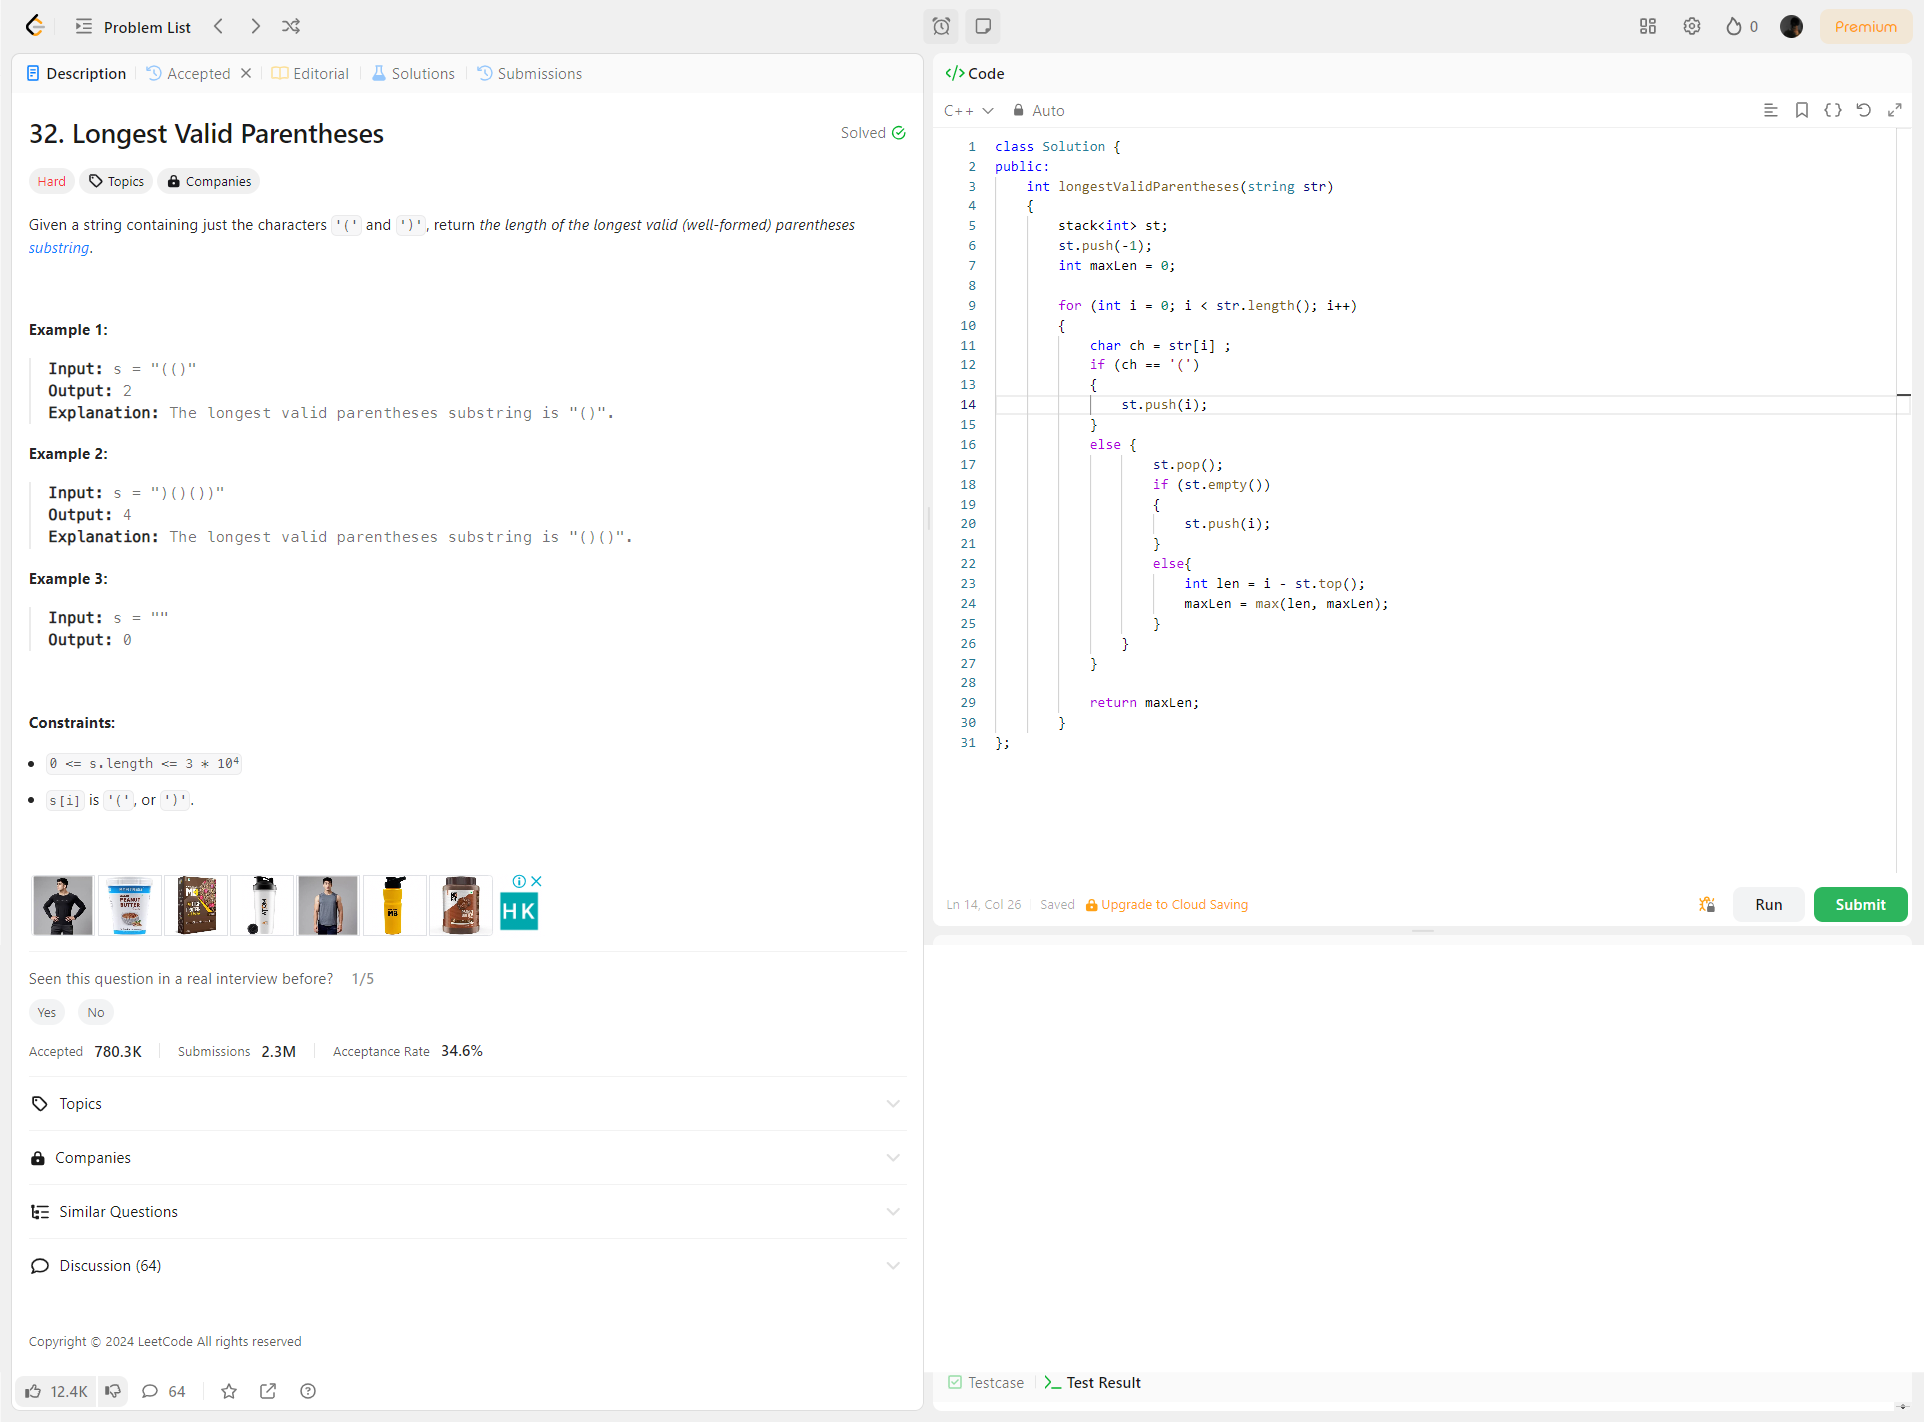 Problem List
0
Premium
Description
Accepted
Editorial
Solutions
Submissions
32. Longest Valid Parentheses
Solved
Hard
Topics
Companies
Given a string containing just the characters '(' and ')', return the length of the longest valid (well-formed) parentheses
substring.
Example 1:
Input: s = "(()"
Output: 2
Explanation: The longest valid parentheses substring is "()".
Example 2:
Input: s = ")()())"
Output: 4
Explanation: The longest valid parentheses substring is "()()".
Example 3:
Input: s = ""
Output: 0
Constraints:
0 <= s.length <= 3 * 10⁴
s[i] is '(', or ')'.
PEANUT
BUTTER
MB
HK
Seen this question in a real interview before? 1/5
Yes
No
Accepted 780.3K
Submissions 2.3M
Acceptance Rate 34.6%
Topics
Companies
Similar Questions
Discussion (64)
Copyright © 2024 LeetCode All rights reserved
12.4K
64
</> Code
C++
Auto
1 class Solution {
2 public:
3     int longestValidParentheses(string str)
4     {
5         stack<int> st;
6         st.push(-1);
7         int maxLen = 0;
8
9         for (int i = 0; i < str.length(); i++)
10         {
11             char ch = str[i] ;
12             if (ch == '(')
13             {
14                 st.push(i);
15             }
16             else {
17                     st.pop();
18                     if (st.empty())
19                     {
20                         st.push(i);
21                     }
22                     else{
23                         int len = i - st.top();
24                         maxLen = max(len, maxLen);
25                     }
26                 }
27             }
28
29             return maxLen;
30         }
31 };
Ln 14, Col 26
Saved
Upgrade to Cloud Saving
Run
Submit
Testcase
Test Result